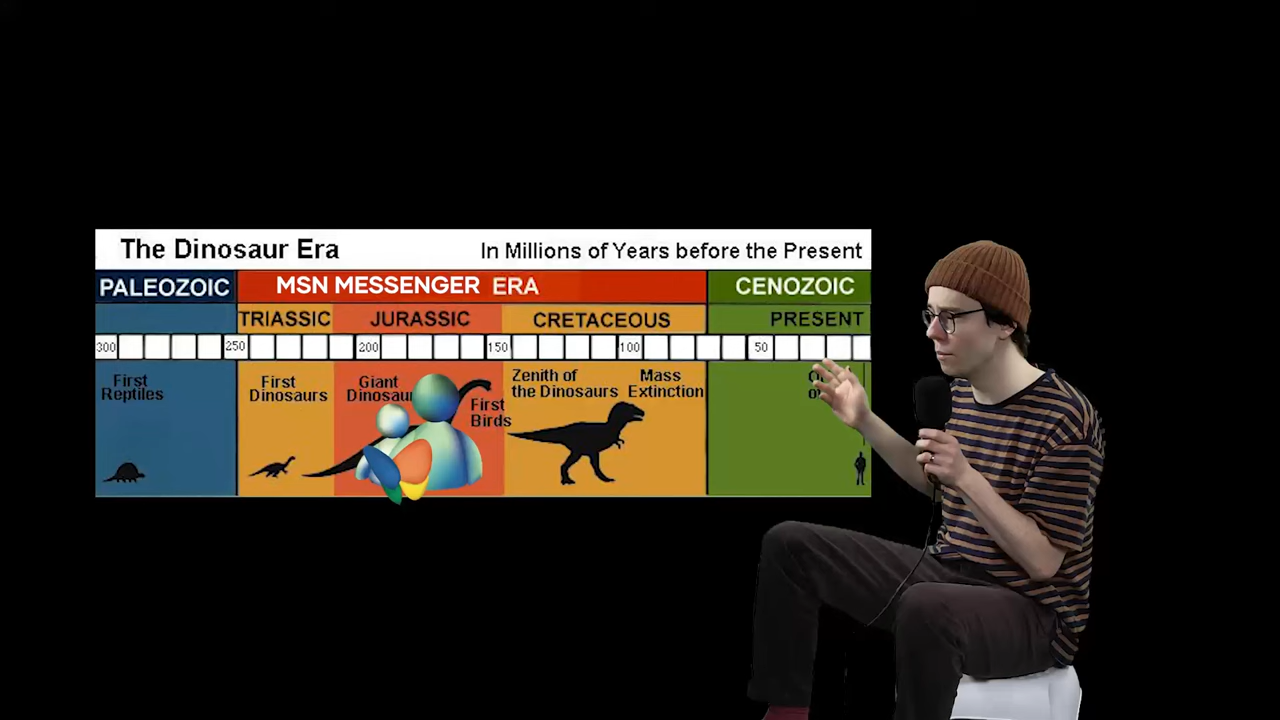 The Dinosaur Era
In Millions of Years before the Present
PALEOZOIC
MSN MESSENGER ERA
CENOZOIC
TRIASSIC
JURASSIC
CRETACEOUS
PRESENT
300
250
200
150
100
50
First
Reptiles
First
Dinosaurs
Giant
First
Birds
Zenith of
the Dinosaurs
Mass
Extinction